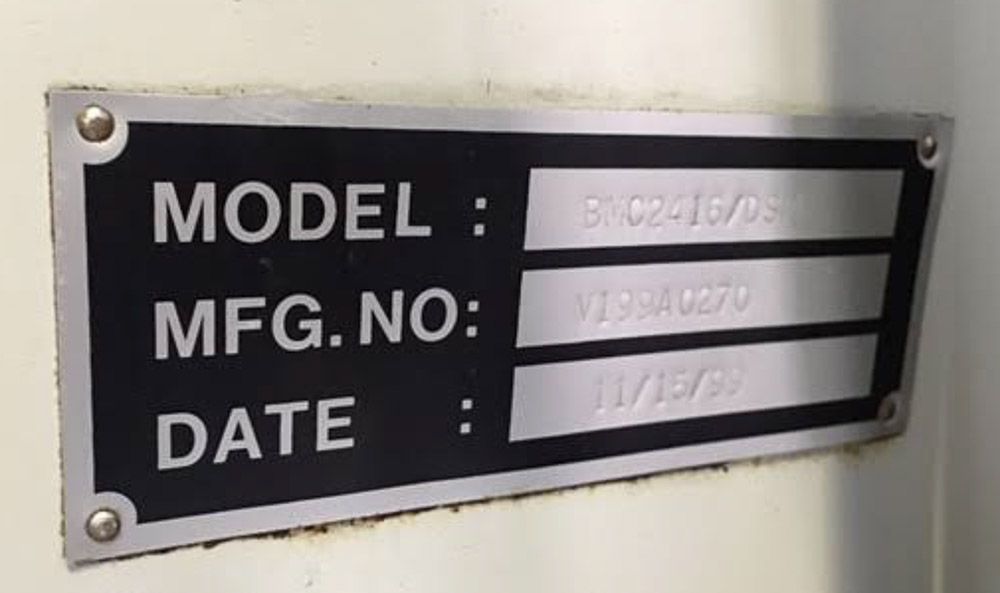 MODEL : BMC2416/DS
MFG. NO: V199A0270
DATE : 11/15/99